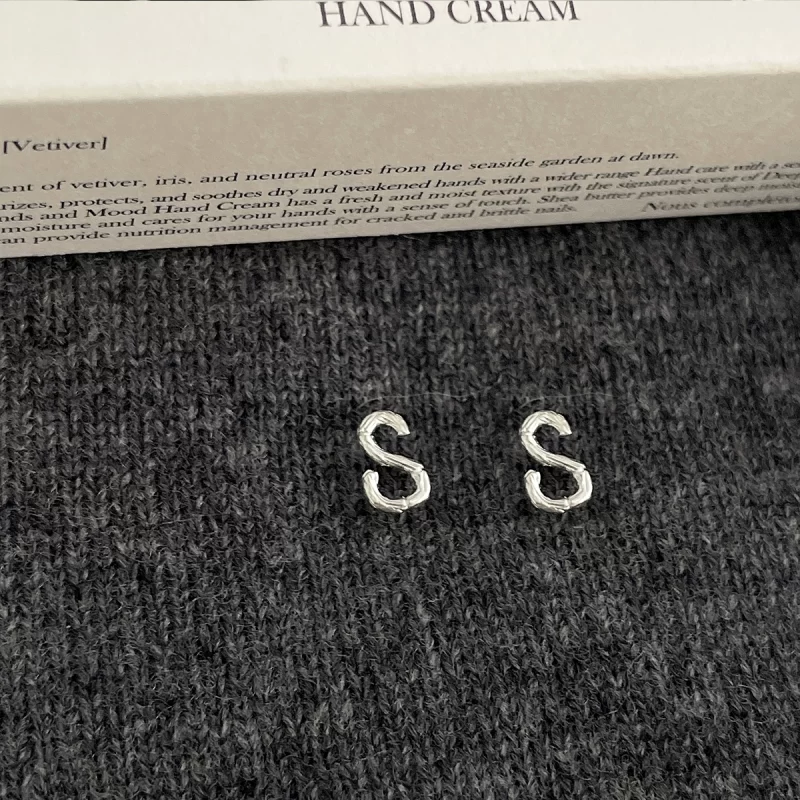 HAND CREAM
[Vetiver]
ent of vetiver, iris, and neutral roses from the seaside garden at dawn.
rizes, protects, and soothes dry and weakened hands with a wider range Hand care with a se
nds and Mood Hand Cream has a fresh and moist texture with the signature scent of Deep
moisture and cares for your hands with a sense of touch. Shea butter provides deep mois
an provide nutrition management for cracked and brittle nails.
Nous
S S